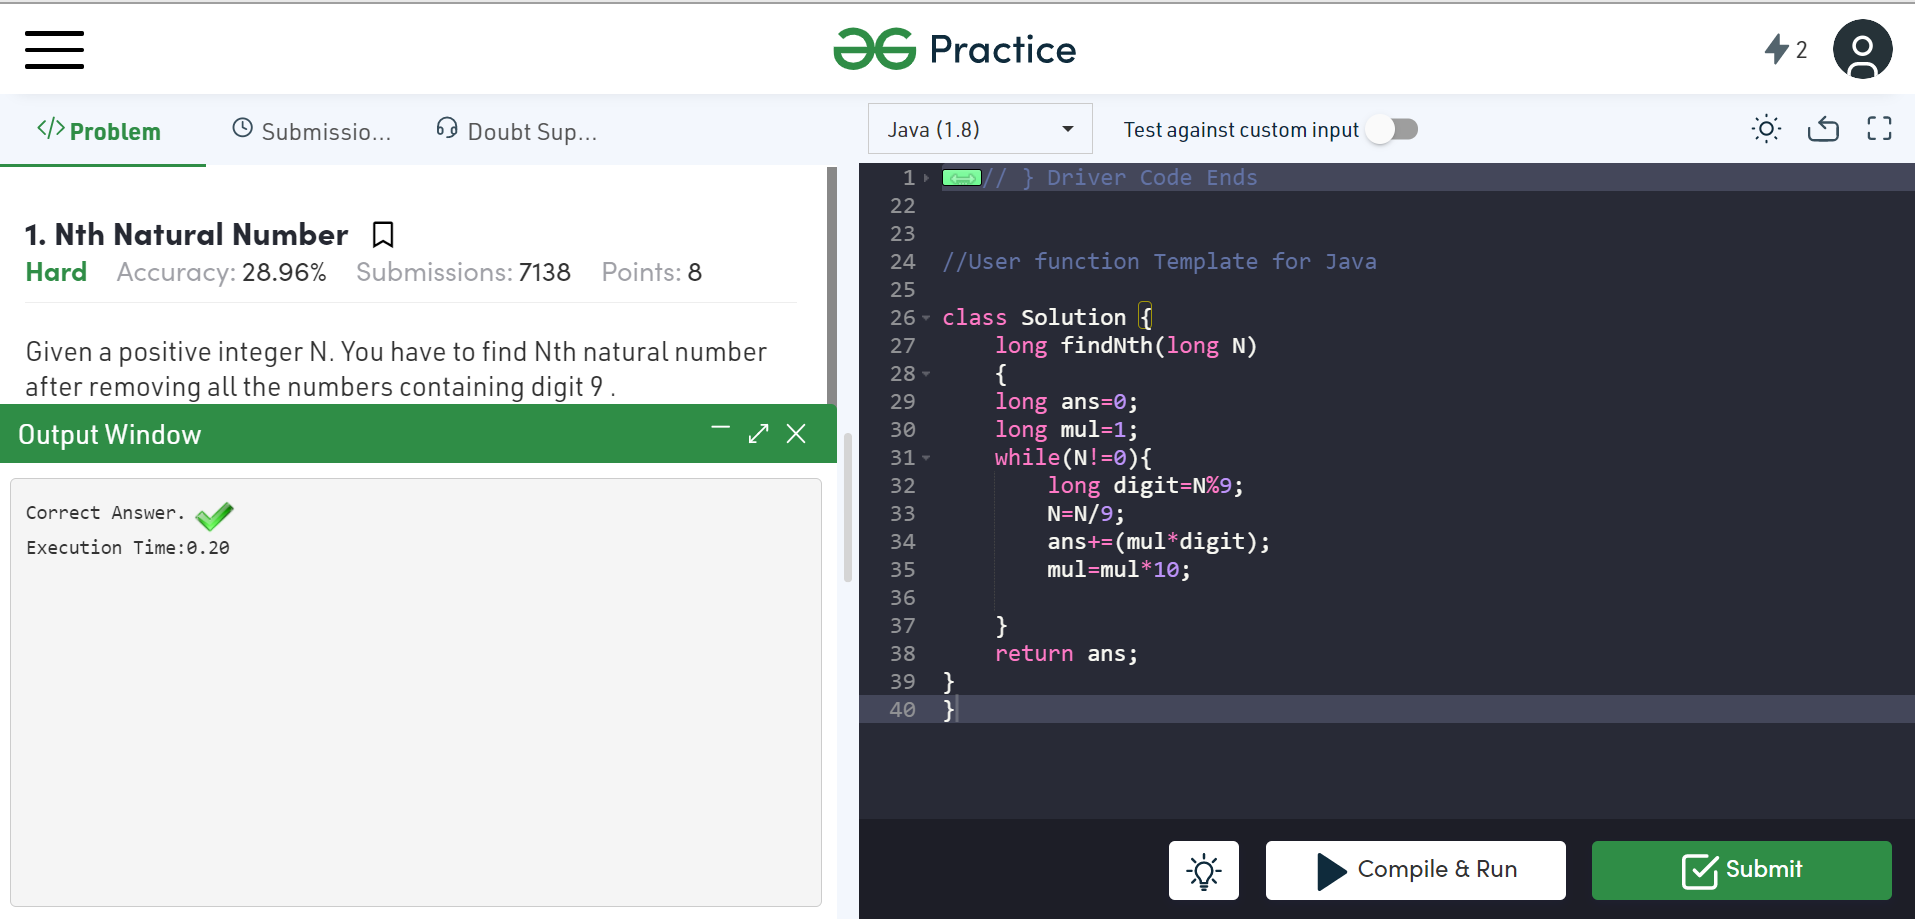 Practice
2
</> Problem
Submissio...
Doubt Sup...
Java (1.8)
Test against custom input
1. Nth Natural Number
Hard Accuracy: 28.96% Submissions: 7138 Points: 8
Given a positive integer N. You have to find Nth natural number
after removing all the numbers containing digit 9 .
Output Window
Correct Answer.
Execution Time:0.20
1 // } Driver Code Ends
22
23
24 //User function Template for Java
25
26 class Solution {
27 long findNth(long N)
28 {
29 long ans=0;
30 long mul=1;
31 while(N!=0){
32 long digit=N%9;
33 N=N/9;
34 ans+=(mul*digit);
35 mul=mul*10;
36
37 }
38 return ans;
39 }
40 }
Compile & Run
Submit